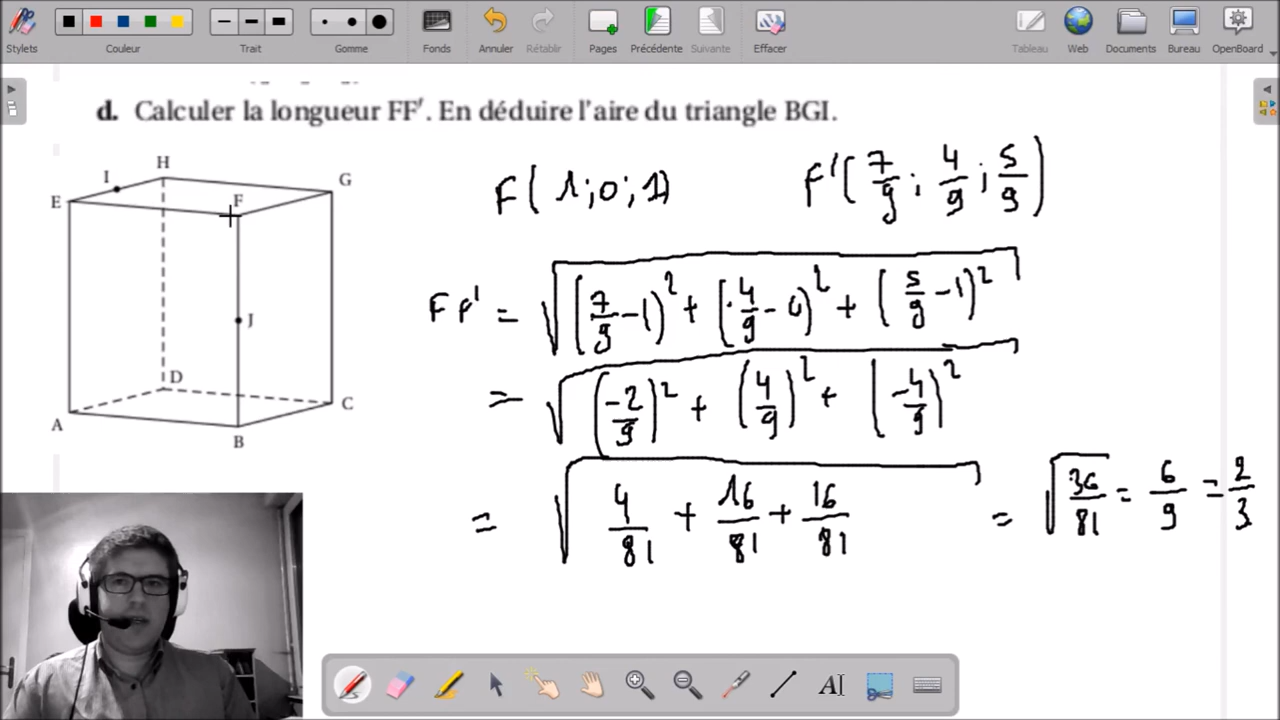 Stylets Couleur Trait Gomme Fonds Annuler Rétablir Pages Précédente Suivante Effacer Tableau Web Documents Bureau OpenBoard
d. Calculer la longueur FF'. En déduire l'aire du triangle BGI.
H
I
G
E
F
J
D
C
A
B
F(1;0;1) F'(7/9; 4/9; 5/9)
FF' = √((7/9 - 1)² + (4/9 - 0)² + (5/9 - 1)²)
= √((-2/9)² + (4/9)² + (-4/9)²)
= √(4/81 + 16/81 + 16/81) = √(36/81) = 6/9 = 2/3
AI